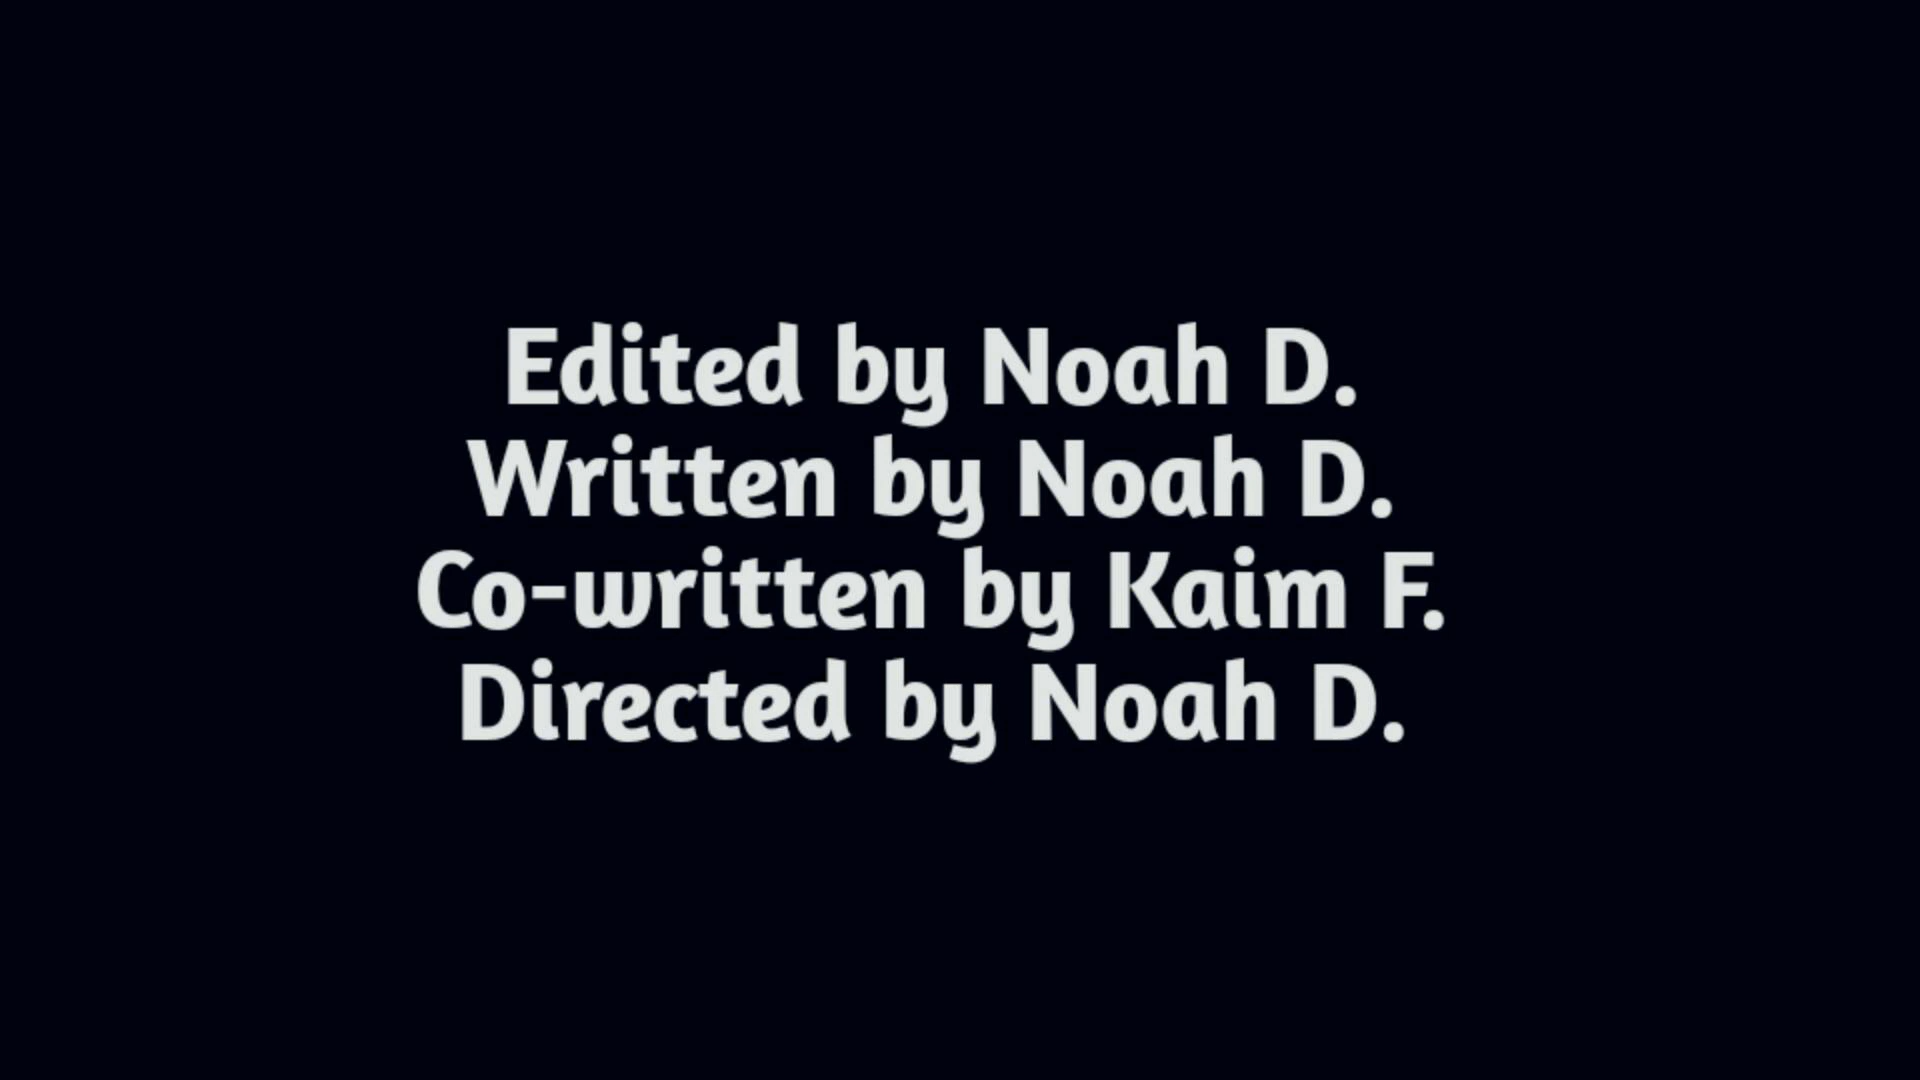 Edited by Noah D.
Written by Noah D.
Co-written by Kaim F.
Directed by Noah D.